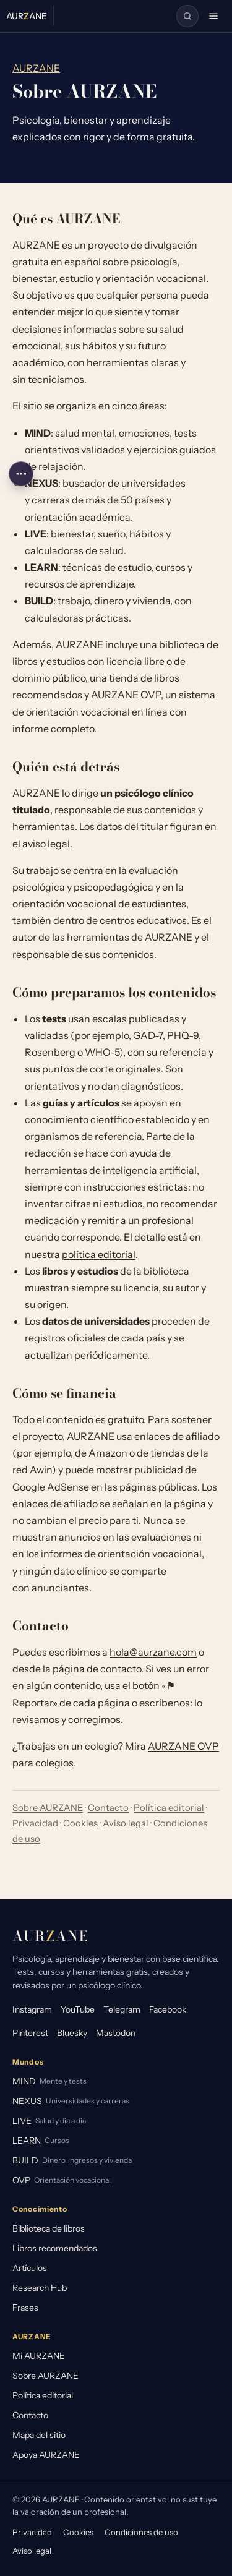 AURZANE
AURZANE
Sobre AURZANE
Psicología, bienestar y aprendizaje
explicados con rigor y de forma gratuita.
Qué es AURZANE
AURZANE es un proyecto de divulgación
gratuita en español sobre psicología,
bienestar, estudio y orientación vocacional.
Su objetivo es que cualquier persona pueda
entender mejor lo que siente y tomar
decisiones informadas sobre su salud
emocional, sus hábitos y su futuro
académico, con herramientas claras y
sin tecnicismos.
El sitio se organiza en cinco áreas:
• MIND: salud mental, emociones, tests
orientativos validados y ejercicios guiados
de relajación.
• NEXUS: buscador de universidades
y carreras de más de 50 países y
orientación académica.
• LIVE: bienestar, sueño, hábitos y
calculadoras de salud.
• LEARN: técnicas de estudio, cursos y
recursos de aprendizaje.
• BUILD: trabajo, dinero y vivienda, con
calculadoras prácticas.
Además, AURZANE incluye una biblioteca de
libros y estudios con licencia libre o de
dominio público, una tienda de libros
recomendados y AURZANE OVP, un sistema
de orientación vocacional en línea con
informe completo.
Quién está detrás
AURZANE lo dirige un psicólogo clínico
titulado, responsable de sus contenidos y
herramientas. Los datos del titular figuran en
el aviso legal.
Su trabajo se centra en la evaluación
psicológica y psicopedagógica y en la
orientación vocacional de estudiantes,
también dentro de centros educativos. Es el
autor de las herramientas de AURZANE y el
responsable de sus contenidos.
Cómo preparamos los contenidos
• Los tests usan escalas publicadas y
validadas (por ejemplo, GAD-7, PHQ-9,
Rosenberg o WHO-5), con su referencia y
sus puntos de corte originales. Son
orientativos y no dan diagnósticos.
• Las guías y artículos se apoyan en
conocimiento científico establecido y en
organismos de referencia. Parte de la
redacción se hace con ayuda de
herramientas de inteligencia artificial,
siempre con instrucciones estrictas: no
inventar cifras ni estudios, no recomendar
medicación y remitir a un profesional
cuando corresponde. El detalle está en
nuestra política editorial.
• Los libros y estudios de la biblioteca
muestran siempre su licencia, su autor y
su origen.
• Los datos de universidades proceden de
registros oficiales de cada país y se
actualizan periódicamente.
Cómo se financia
Todo el contenido es gratuito. Para sostener
el proyecto, AURZANE usa enlaces de afiliado
(por ejemplo, de Amazon o de tiendas de la
red Awin) y puede mostrar publicidad de
Google AdSense en las páginas públicas. Los
enlaces de afiliado se señalan en la página y
no cambian el precio para ti. Nunca se
muestran anuncios en las evaluaciones ni
en los informes de orientación vocacional,
y ningún dato clínico se comparte
con anunciantes.
Contacto
Puedes escribirnos a hola@aurzane.com o
desde la página de contacto. Si ves un error en
algún contenido, usa el botón «⚑
Reportar» de cada página o escríbenos: lo
revisamos y corregimos.
¿Trabajas en un colegio? Mira AURZANE OVP
para colegios.
Sobre AURZANE · Contacto · Política editorial ·
Privacidad · Cookies · Aviso legal · Condiciones
de uso
AURZANE
Psicología, aprendizaje y bienestar con base científica.
Tests, cursos y herramientas gratis, creados y
revisados por un psicólogo clínico.
Instagram YouTube Telegram Facebook
Pinterest Bluesky Mastodon
Mundos
MIND Mente y tests
NEXUS Universidades y carreras
LIVE Salud y día a día
LEARN Cursos
BUILD Dinero, ingresos y vivienda
OVP Orientación vocacional
Conocimiento
Biblioteca de libros
Libros recomendados
Artículos
Research Hub
Frases
AURZANE
Mi AURZANE
Sobre AURZANE
Política editorial
Contacto
Mapa del sitio
Apoya AURZANE
© 2026 AURZANE · Contenido orientativo: no sustituye
la valoración de un profesional.
Privacidad Cookies Condiciones de uso
Aviso legal